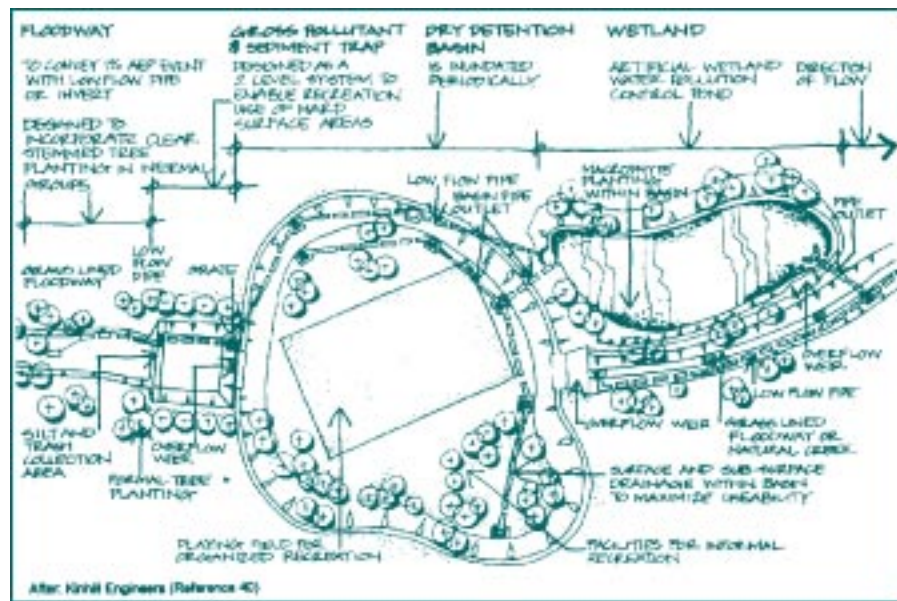 FLOODWAY
TO CONVEY 1% AEP EVENT
WITH LOW FLOW PIPE
OR INVERT
DESIGNED TO
INCORPORATE CLEAR
STEMMED TREE
PLANTING IN INFORMAL
GROUPS
GROSS POLLUTANT
& SEDIMENT TRAP
DESIGNED AS A
2 LEVEL SYSTEM TO
ENABLE RECREATION
USE OF HARD
SURFACE AREAS
DRY DETENTION
BASIN
IS INUNDATED
PERIODICALLY
WETLAND
ARTIFICIAL WETLAND
WATER POLLUTION
CONTROL POND
DIRECTION
OF FLOW
LOW FLOW PIPE
BASIN PIPE
OUTLET
MACROPHYTE
PLANTING
WITHIN BASIN
PIPE
OUTLET
GRASS LINED
FLOODWAY
LOW
FLOW
PIPE
GRATE
SILT AND
TRASH
COLLECTION
AREA
OVERFLOW
WEIR
FORMAL TREE
PLANTING
PLAYING FIELD FOR
ORGANIZED RECREATION
OVERFLOW
WEIR
LOW FLOW PIPE
OVERFLOW WEIR
GRASS LINED
FLOODWAY OR
NATURAL CREEK
SURFACE AND SUB-SURFACE
DRAINAGE WITHIN BASIN
TO MAXIMIZE USEABILITY
FACILITIES FOR INFORMAL
RECREATION
After: Kinhill Engineers (Reference 40)